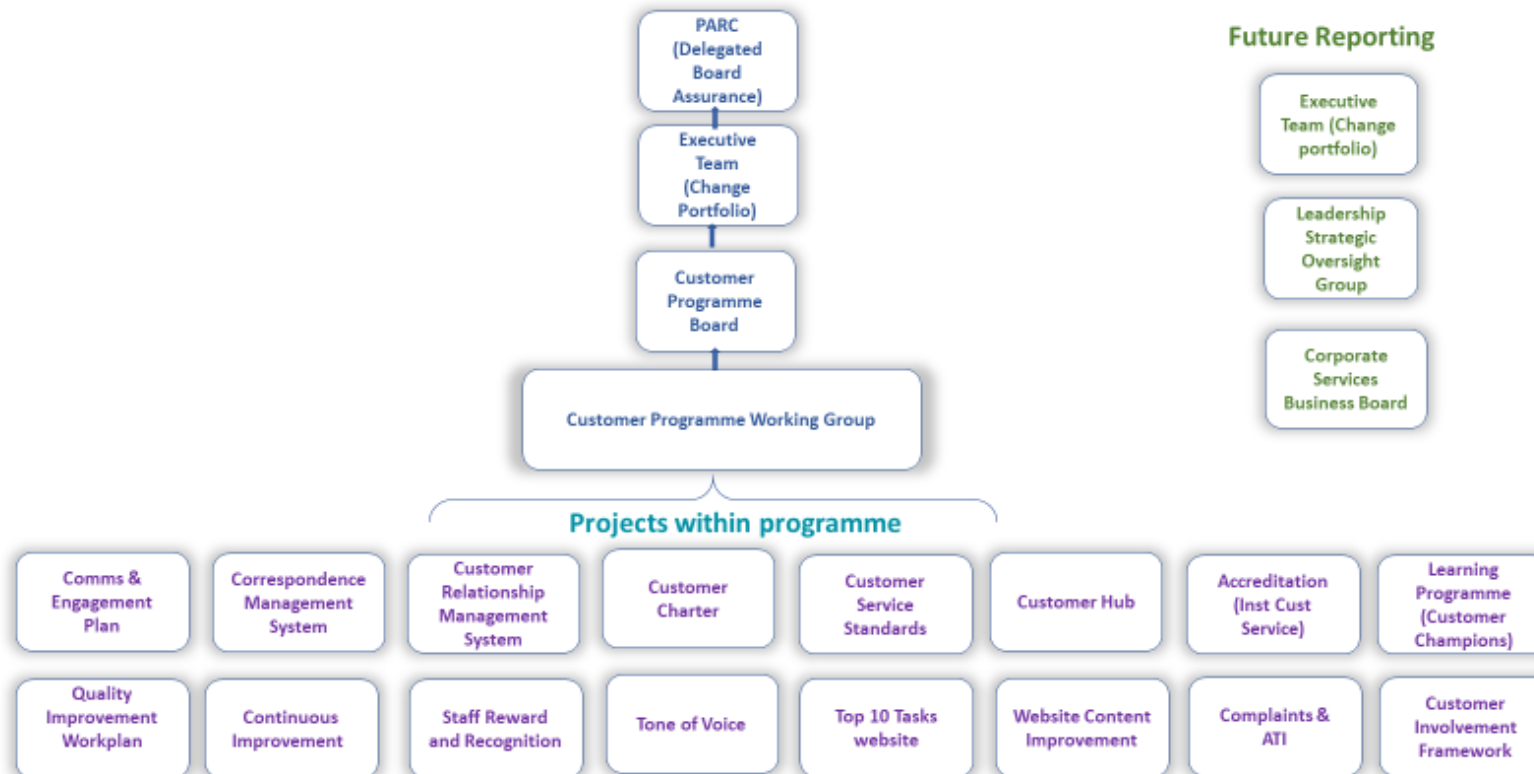 PARC
(Delegated
Board
Assurance)
Executive
Team
(Change
Portfolio)
Customer
Programme
Board
Customer Programme Working Group
Future Reporting
Executive
Team (Change
portfolio)
Leadership
Strategic
Oversight
Group
Corporate
Services
Business Board
Projects within programme
Comms &
Engagement
Plan
Correspondence
Management
System
Customer
Relationship
Management
System
Customer
Charter
Customer
Service
Standards
Customer Hub
Accreditation
(Inst Cust
Service)
Learning
Programme
(Customer
Champions)
Quality
Improvement
Workplan
Continuous
Improvement
Staff Reward
and Recognition
Tone of Voice
Top 10 Tasks
website
Website Content
Improvement
Complaints &
ATI
Customer
Involvement
Framework